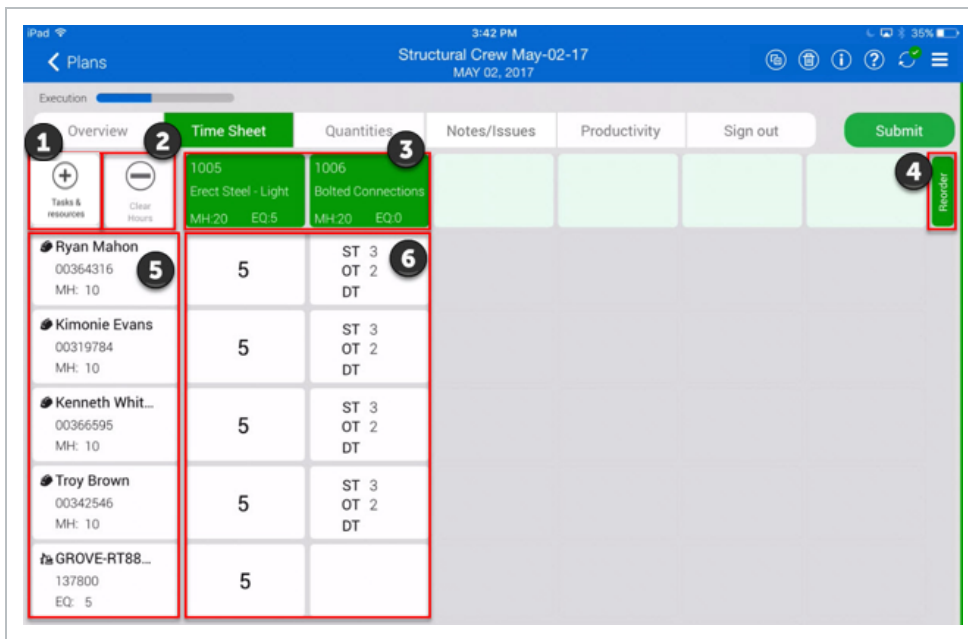 iPad 3:42 PM 35%
Plans
Structural Crew May-02-17
MAY 02, 2017
Execution
Overview Time Sheet Quantities Notes/Issues Productivity Sign out Submit
1 2 3 4
Tasks & resources
Clear Hours
1005
Erect Steel - Light
MH:20 EQ:5
1006
Bolted Connections
MH:20 EQ:0
Reorder
5 6
Ryan Mahon
00364316
MH: 10
5
ST 3
OT 2
DT
Kimonie Evans
00319784
MH: 10
5
ST 3
OT 2
DT
Kenneth Whit...
00366595
MH: 10
5
ST 3
OT 2
DT
Troy Brown
00342546
MH: 10
5
ST 3
OT 2
DT
GROVE-RT88...
137800
EQ: 5
5